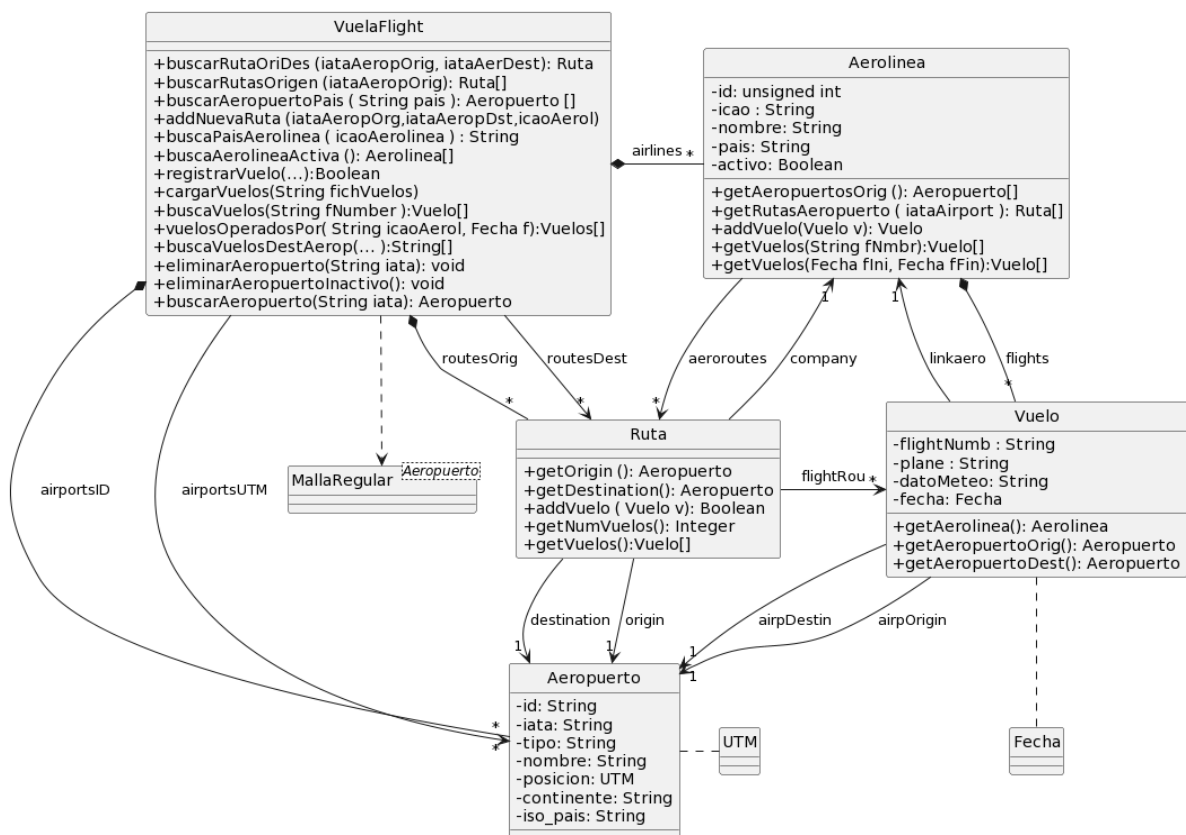 VuelaFlight
+buscarRutaOriDes (iataAeropOrig, iataAerDest): Ruta
+buscarRutasOrigen (iataAeropOrig): Ruta[]
+buscarAeropuertoPais ( String pais ): Aeropuerto []
+addNuevaRuta (iataAeropOrg,iataAeropDst,icaoAerol)
+buscaPaisAerolinea ( icaoAerolinea ) : String
+buscaAerolineaActiva (): Aerolinea[]
+registrarVuelo(...):Boolean
+cargarVuelos(String fichVuelos)
+buscaVuelos(String fNumber ):Vuelo[]
+vuelosOperadosPor( String icaoAerol, Fecha f):Vuelos[]
+buscaVuelosDestAerop(... ):String[]
+eliminarAeropuerto(String iata): void
+eliminarAeropuertoInactivo(): void
+buscarAeropuerto(String iata): Aeropuerto
airlines *
Aerolinea
-id: unsigned int
-icao : String
-nombre: String
-pais: String
-activo: Boolean
+getAeropuertosOrig (): Aeropuerto[]
+getRutasAeropuerto ( iataAirport ): Ruta[]
+addVuelo(Vuelo v): Vuelo
+getVuelos(String fNmbr):Vuelo[]
+getVuelos(Fecha fIni, Fecha fFin):Vuelo[]
1
1
routesOrig
routesDest
aeroroutes
company
linkaero
flights
*
*
*
*
MallaRegular
Aeropuerto
Ruta
+getOrigin (): Aeropuerto
+getDestination(): Aeropuerto
+addVuelo ( Vuelo v): Boolean
+getNumVuelos(): Integer
+getVuelos():Vuelo[]
flightRou *
Vuelo
-flightNumb : String
-plane : String
-datoMeteo: String
-fecha: Fecha
+getAerolinea(): Aerolinea
+getAeropuertoOrig(): Aeropuerto
+getAeropuertoDest(): Aeropuerto
airportsID
airportsUTM
destination
origin
airpDestin
airpOrigin
1
1
1
1
*
*
Aeropuerto
-id: String
-iata: String
-tipo: String
-nombre: String
-posicion: UTM
-continente: String
-iso_pais: String
UTM
Fecha